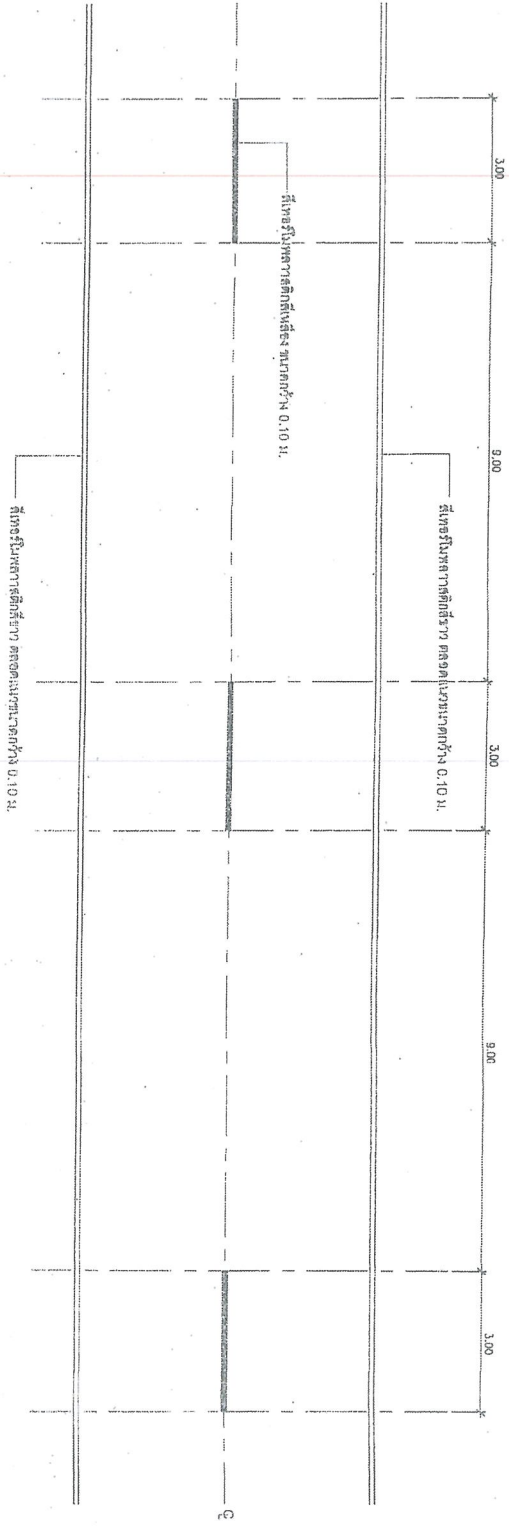 3.00
9.00
3.00
9.00
3.00
สีเทอร์โมพลาาสติกสีขาว ตลอดแนวขนาดกว้าง 0.10 ม.
สีเทอร์โมพลาาสติกสีเหลือง ขนาดกว้าง 0.10 ม.
สีเทอร์โมพลาาสติกสีขาว ตลอดแนวขนาดกว้าง 0.10 ม.
CL